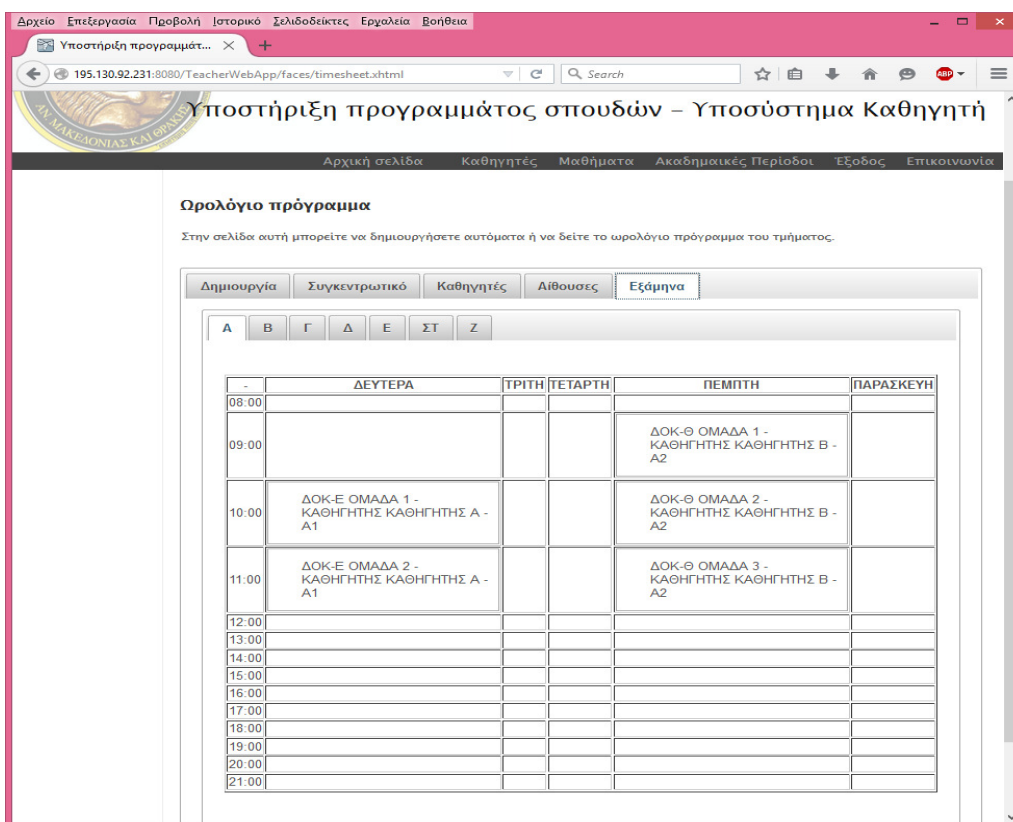 Αρχείο Επεξεργασία Προβολή Ιστορικό Σελιδοδείκτες Εργαλεία Βοήθεια
Υποστήριξη προγραμμάτ...
195.130.92.231:8080/TeacherWebApp/faces/timesheet.xhtml Search ABP
Υποστήριξη προγραμμάτος σπουδών – Υποσύστημα Καθηγητή
ΑΝ. ΜΑΚΕΔΟΝΙΑΣ ΚΑΙ ΘΡΑΚΗ
Αρχική σελίδα Καθηγητές Μαθήματα Ακαδημαικές Περίοδοι Έξοδος Επικοινωνία
Ωρολόγιο πρόγραμμα
Στην σελίδα αυτή μπορείτε να δημιουργήσετε αυτόματα ή να δείτε το ωρολόγιο πρόγραμμα του τμήματος.
Δημιουργία Συγκεντρωτικό Καθηγητές Αίθουσες Εξάμηνα
Α Β Γ Δ Ε ΣΤ Ζ
- ΔΕΥΤΕΡΑ ΤΡΙΤΗ ΤΕΤΑΡΤΗ ΠΕΜΠΤΗ ΠΑΡΑΣΚΕΥΗ
08:00
09:00
ΔΟΚ-Θ ΟΜΑΔΑ 1 -
ΚΑΘΗΓΗΤΗΣ ΚΑΘΗΓΗΤΗΣ Β -
Α2
10:00
ΔΟΚ-Ε ΟΜΑΔΑ 1 -
ΚΑΘΗΓΗΤΗΣ ΚΑΘΗΓΗΤΗΣ Α -
Α1
ΔΟΚ-Θ ΟΜΑΔΑ 2 -
ΚΑΘΗΓΗΤΗΣ ΚΑΘΗΓΗΤΗΣ Β -
Α2
11:00
ΔΟΚ-Ε ΟΜΑΔΑ 2 -
ΚΑΘΗΓΗΤΗΣ ΚΑΘΗΓΗΤΗΣ Α -
Α1
ΔΟΚ-Θ ΟΜΑΔΑ 3 -
ΚΑΘΗΓΗΤΗΣ ΚΑΘΗΓΗΤΗΣ Β -
Α2
12:00
13:00
14:00
15:00
16:00
17:00
18:00
19:00
20:00
21:00